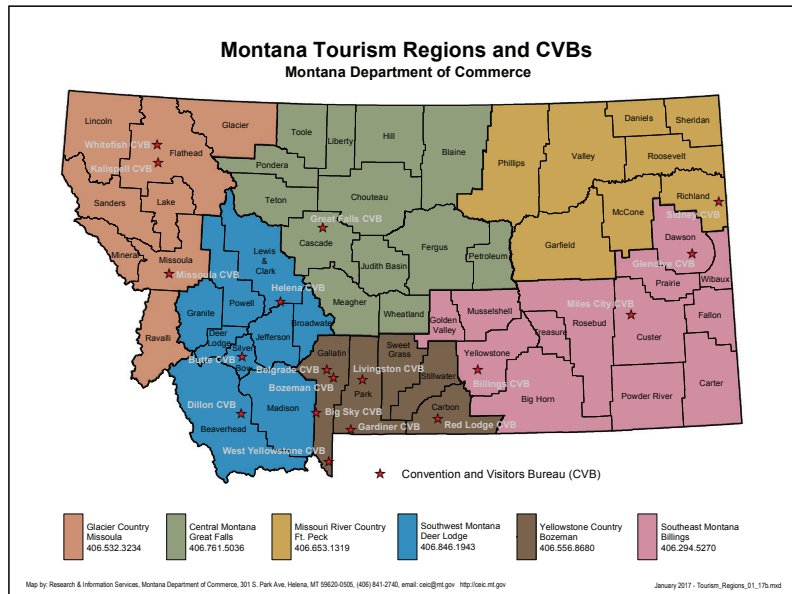 Montana Tourism Regions and CVBs
Montana Department of Commerce
Lincoln
Glacier
Toole
Liberty
Hill
Blaine
Daniels
Sheridan
Whitefish CVB
Flathead
Kalispell CVB
Pondera
Phillips
Valley
Roosevelt
Sanders
Lake
Teton
Chouteau
Richland
McCone
Sidney CVB
Great Falls CVB
Cascade
Fergus
Petroleum
Garfield
Dawson
Mineral
Missoula
Missoula CVB
Lewis
&
Clark
Judith Basin
Glendive CVB
Prairie
Wibaux
Helena CVB
Powell
Meagher
Wheatland
Golden
Valley
Musselshell
Treasure
Rosebud
Miles City CVB
Custer
Fallon
Granite
Broadwater
Ravalli
Deer
Lodge
Silver
Bow
Jefferson
Butte CVB
Gallatin
Sweet
Grass
Yellowstone
Belgrade CVB
Livingston CVB
Stillwater
Bozeman CVB
Park
Billings CVB
Big Horn
Powder River
Carter
Dillon CVB
Madison
Beaverhead
Big Sky CVB
Carbon
Gardiner CVB
Red Lodge CVB
West Yellowstone CVB
Convention and Visitors Bureau (CVB)
Glacier Country
Missoula
406.532.3234
Central Montana
Great Falls
406.761.5036
Missouri River Country
Ft. Peck
406.653.1319
Southwest Montana
Deer Lodge
406.846.1943
Yellowstone Country
Bozeman
406.556.8680
Southeast Montana
Billings
406.294.5270
Map by: Research & Information Services, Montana Department of Commerce, 301 S. Park Ave, Helena, MT 59620-0505, (406) 841-2740, email: ceic@mt.gov http://ceic.mt.gov
January 2017 - Tourism_Regions_01_17b.mxd